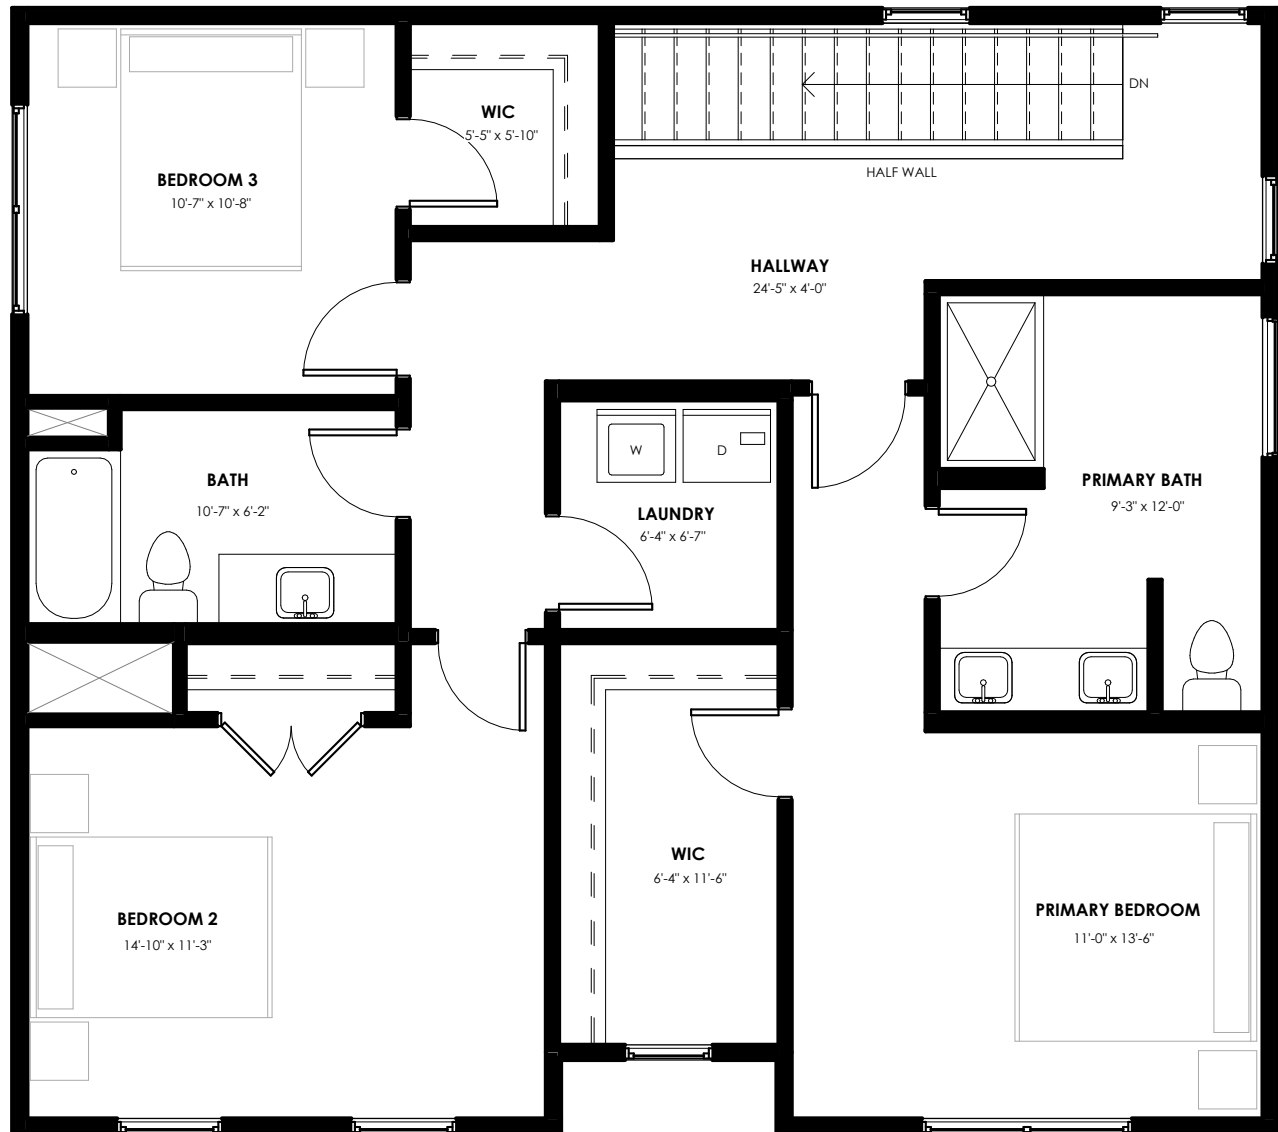 WIC
5'-5" x 5'-10"
DN
HALF WALL
BEDROOM 3
10'-7" x 10'-8"
HALLWAY
24'-5" x 4'-0"
W
D
BATH
10'-7" x 6'-2"
LAUNDRY
6'-4" x 6'-7"
PRIMARY BATH
9'-3" x 12'-0"
WIC
6'-4" x 11'-6"
BEDROOM 2
14'-10" x 11'-3"
PRIMARY BEDROOM
11'-0" x 13'-6"